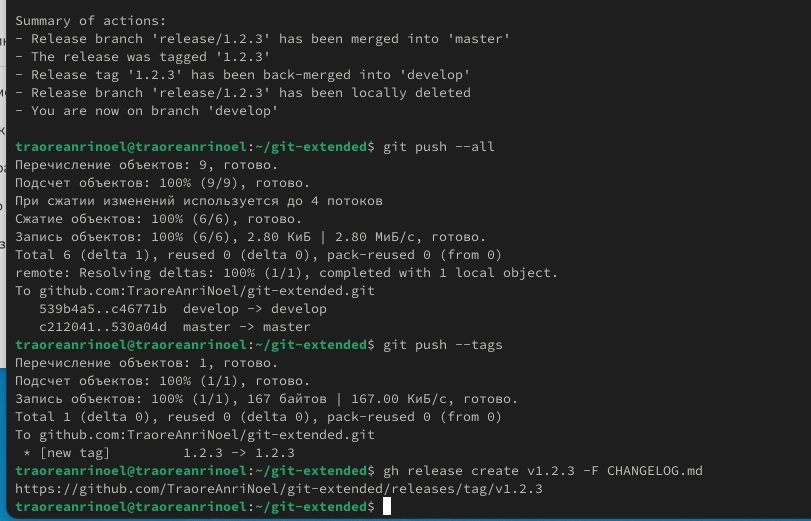 Summary of actions:
- Release branch 'release/1.2.3' has been merged into 'master'
- The release was tagged '1.2.3'
- Release tag '1.2.3' has been back-merged into 'develop'
- Release branch 'release/1.2.3' has been locally deleted
- You are now on branch 'develop'
traoreanrinoel@traoreanrinoel:~/git-extended$ git push --all
Перечисление объектов: 9, готово.
Подсчет объектов: 100% (9/9), готово.
При сжатии изменений используется до 4 потоков
Сжатие объектов: 100% (6/6), готово.
Запись объектов: 100% (6/6), 2.80 КиБ | 2.80 МиБ/с, готово.
Total 6 (delta 1), reused 0 (delta 0), pack-reused 0 (from 0)
remote: Resolving deltas: 100% (1/1), completed with 1 local object.
To github.com:TraoreAnriNoel/git-extended.git
   539b4a5..c46771b  develop -> develop
   c212041..530a04d  master -> master
traoreanrinoel@traoreanrinoel:~/git-extended$ git push --tags
Перечисление объектов: 1, готово.
Подсчет объектов: 100% (1/1), готово.
Запись объектов: 100% (1/1), 167 байтов | 167.00 КиБ/с, готово.
Total 1 (delta 0), reused 0 (delta 0), pack-reused 0 (from 0)
To github.com:TraoreAnriNoel/git-extended.git
 * [new tag]         1.2.3 -> 1.2.3
traoreanrinoel@traoreanrinoel:~/git-extended$ gh release create v1.2.3 -F CHANGELOG.md
https://github.com/TraoreAnriNoel/git-extended/releases/tag/v1.2.3
traoreanrinoel@traoreanrinoel:~/git-extended$